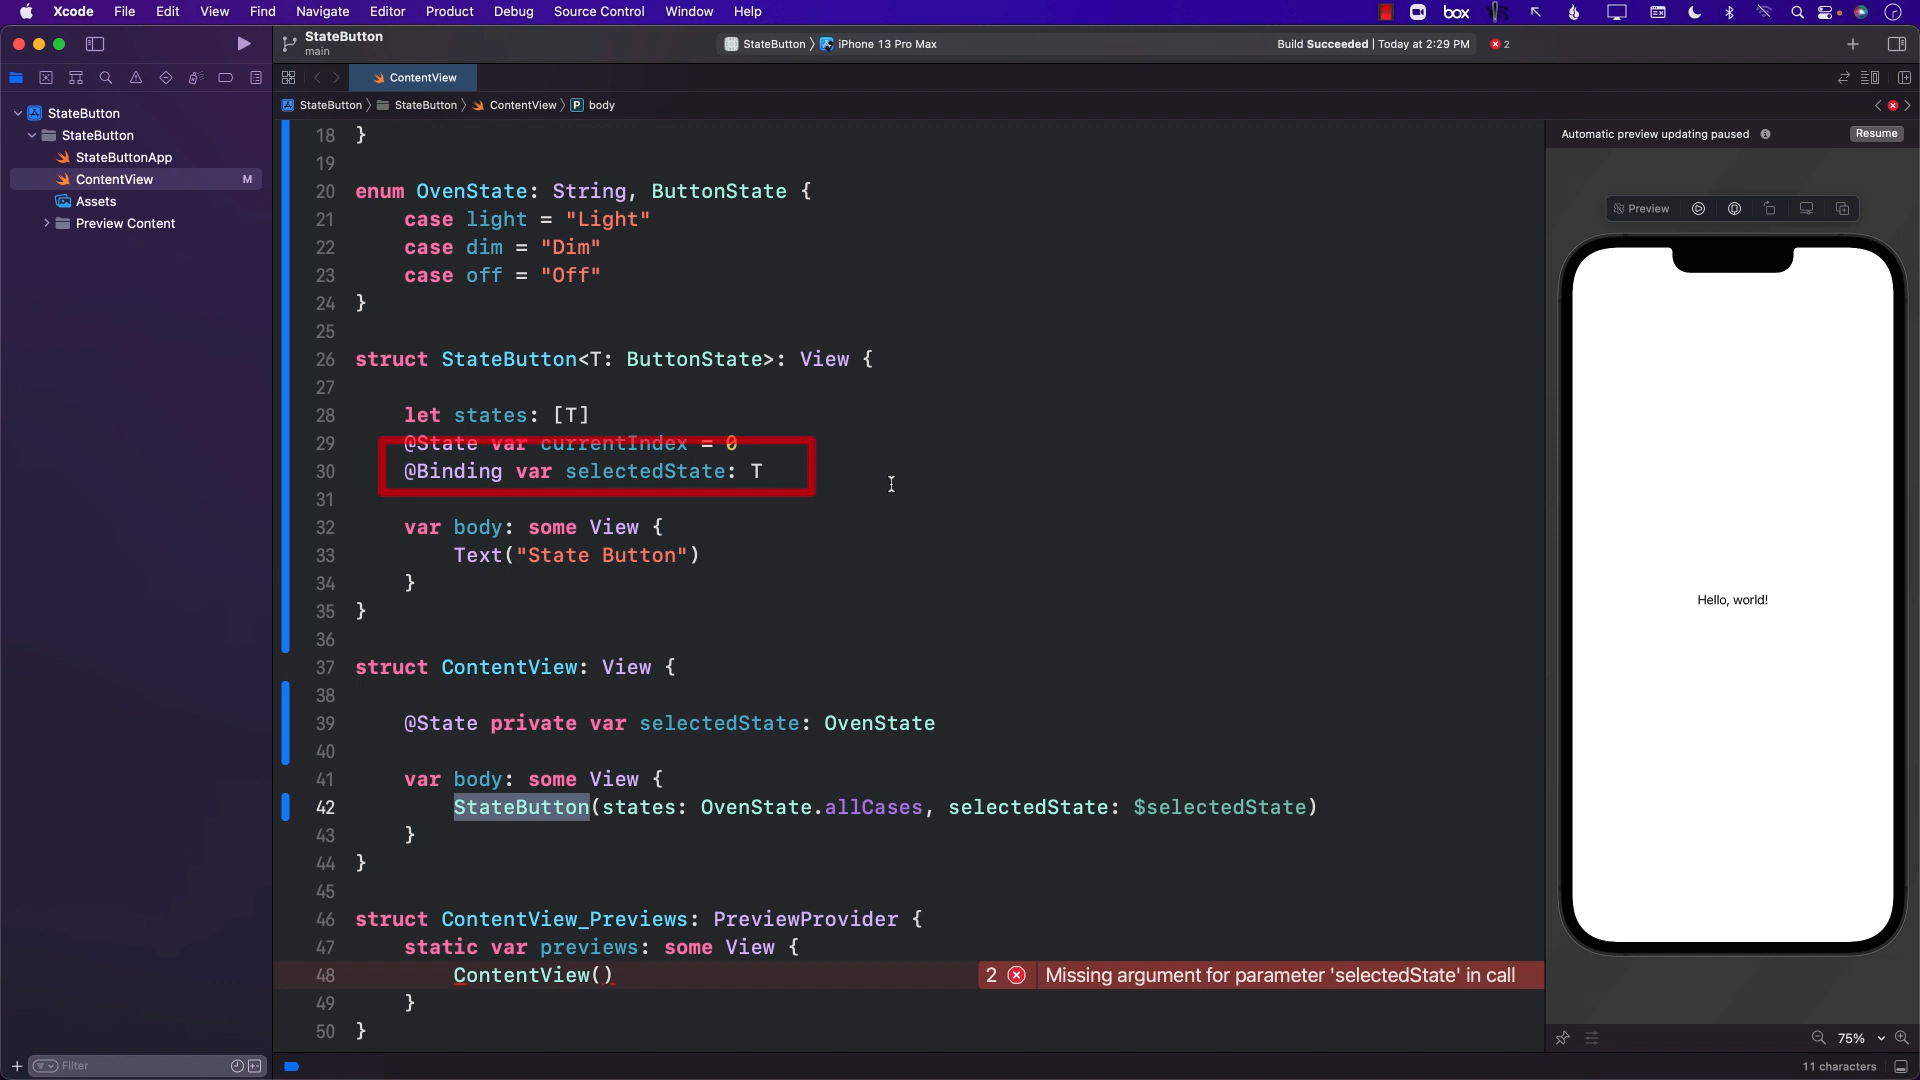 Xcode File Edit View Find Navigate Editor Product Debug Source Control Window Help box
StateButton
main
StateButton 〉 iPhone 13 Pro Max
Build Succeeded | Today at 2:29 PM
2
ContentView
StateButton 〉 StateButton 〉 ContentView 〉 P body
StateButton
StateButton
StateButtonApp
ContentView M
Assets
Preview Content
18 }
19
20 enum OvenState: String, ButtonState {
21 case light = "Light"
22 case dim = "Dim"
23 case off = "Off"
24 }
25
26 struct StateButton<T: ButtonState>: View {
27
28 let states: [T]
29 @State var currentIndex = 0
30 @Binding var selectedState: T
31
32 var body: some View {
33 Text("State Button")
34 }
35 }
36
37 struct ContentView: View {
38
39 @State private var selectedState: OvenState
40
41 var body: some View {
42 StateButton(states: OvenState.allCases, selectedState: $selectedState)
43 }
44 }
45
46 struct ContentView_Previews: PreviewProvider {
47 static var previews: some View {
48 ContentView() 2 Missing argument for parameter 'selectedState' in call
49 }
50 }
Automatic preview updating paused Resume
Preview
Hello, world!
75%
Filter
11 characters